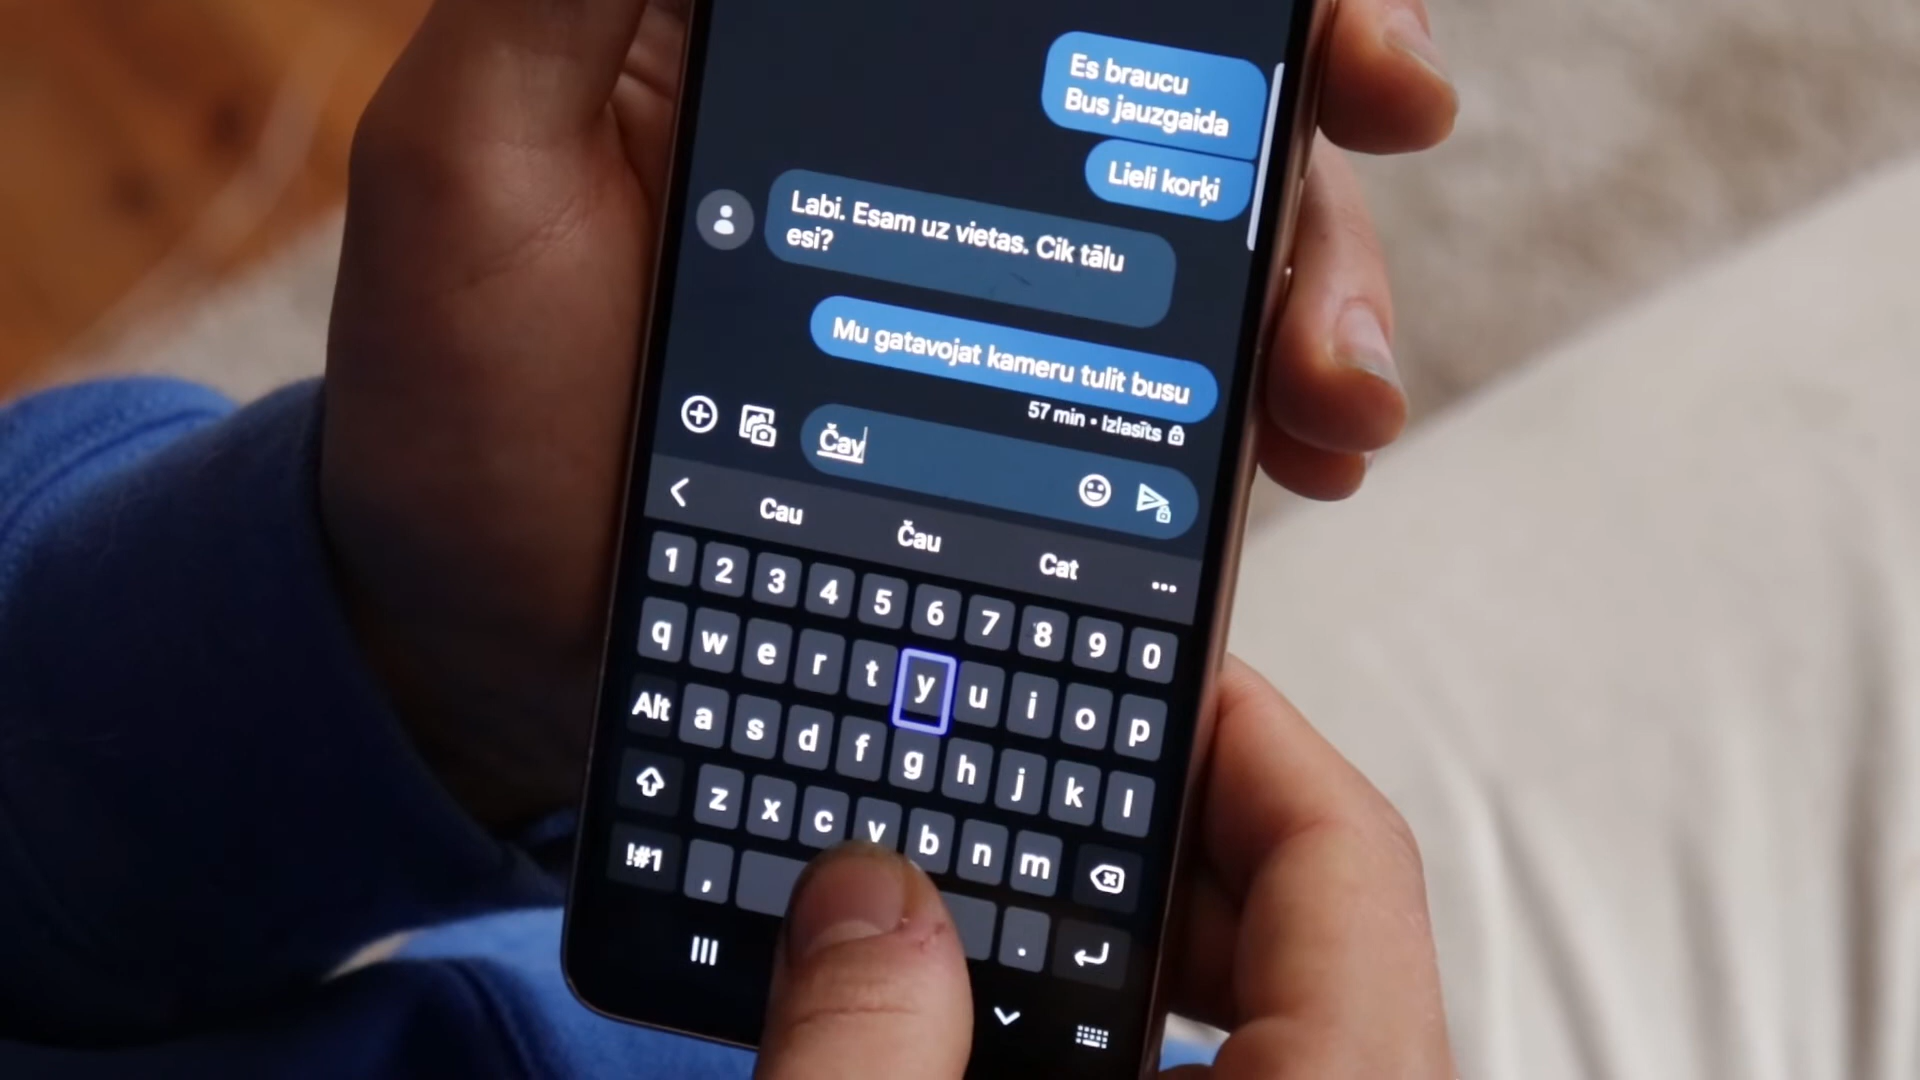 Es braucu
Bus jauzgaida
Lieli korķi
Labi. Esam uz vietas. Cik tālu
esi?
Mu gatavojat kameru tulit busu
57 min • Izlasīts
Čay
Cau Čau Cat ...
1 2 3 4 5 6 7 8 9 0
q w e r t y u i o p
Alt a s d f g h j k l
z x c v b n m
!#1 , .